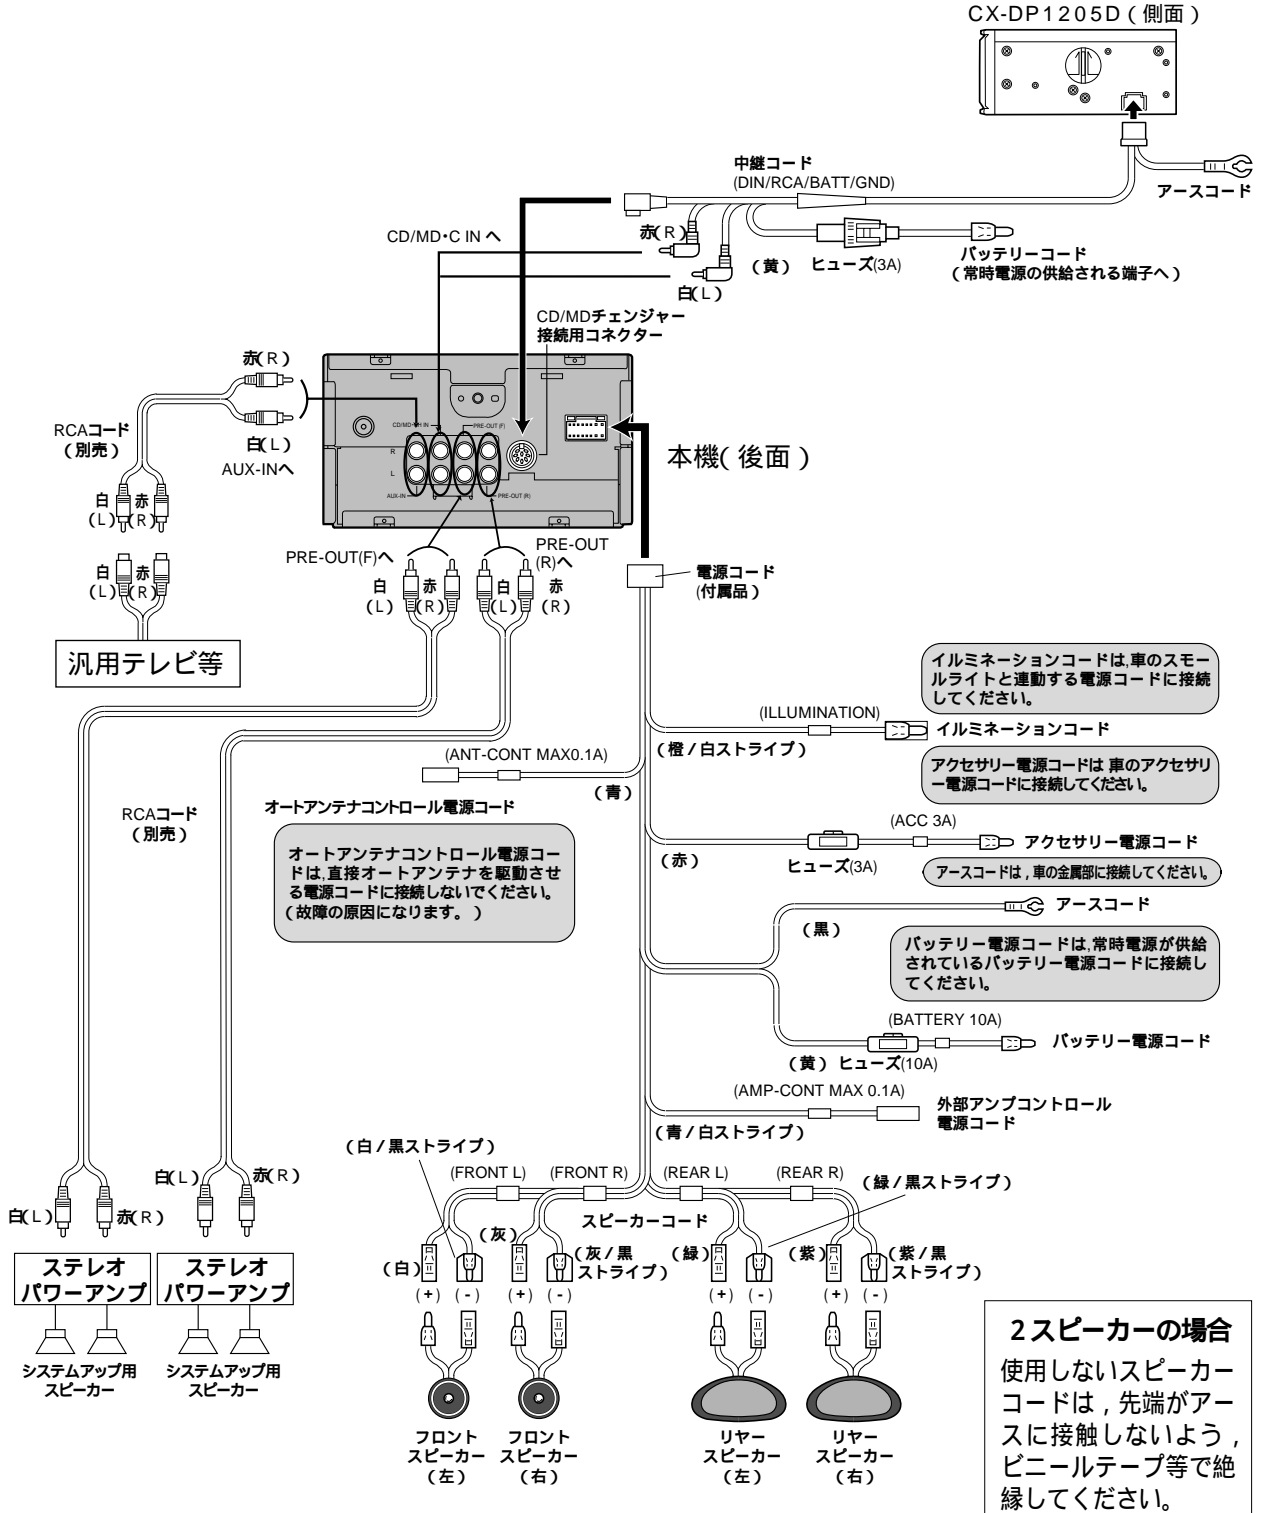 CX-DP1205D(側面)
中継コード
(DIN/RCA/BATT/GND)
アースコード
赤(R)
CD/MD•C IN へ
(黄)
ヒューズ(3A)
バッテリーコード
(常時電源の供給される端子へ)
白(L)
CD/MDチェンジャー
接続用コネクター
赤(R)
RCAコード
(別売)
白(L)
AUX-INへ
CD/MD•CH IN
PRE-OUT (F)
R
L
AUX-IN
PRE-OUT (R)
本機(後面)
白
(L)
赤
(R)
PRE-OUT(F)へ
PRE-OUT
(R)へ
白
(L)
赤
(R)
白
(L)
赤
(R)
電源コード
(付属品)
白
(L)
赤
(R)
汎用テレビ等
イルミネーションコードは,車のスモー
ルライトと連動する電源コードに接続
してください。
(ILLUMINATION)
イルミネーションコード
(橙/白ストライプ)
(ANT-CONT MAX0.1A)
(青)
オートアンテナコントロール電源コード
アクセサリー電源コードは 車のアクセサリ
ー電源コードに接続してください。
RCAコード
(別売)
(ACC 3A)
アクセサリー電源コード
(赤)
ヒューズ(3A)
オートアンテナコントロール電源コー
ドは,直接オートアンテナを駆動させ
る電源コードに接続しないでください。
(故障の原因になります。)
アースコードは,車の金属部に接続してください。
アースコード
(黒)
バッテリー電源コードは,常時電源が供給
されているバッテリー電源コードに接続し
てください。
(BATTERY 10A)
バッテリー電源コード
(黄)
ヒューズ(10A)
(AMP-CONT MAX 0.1A)
外部アンプコントロール
電源コード
(青/白ストライプ)
(白/黒ストライプ)
(FRONT L)
(FRONT R)
(REAR L)
(REAR R)
(緑/黒ストライプ)
白(L)
赤(R)
白(L)
赤(R)
スピーカーコード
(白)
(灰)
(灰/黒
ストライプ)
(緑)
(紫)
(紫/黒
ストライプ)
(+)
(-)
(+)
(-)
(+)
(-)
(+)
(-)
ステレオ
パワーアンプ
ステレオ
パワーアンプ
システムアップ用
スピーカー
システムアップ用
スピーカー
フロント
スピーカー
(左)
フロント
スピーカー
(右)
リヤー
スピーカー
(左)
リヤー
スピーカー
(右)
2スピーカーの場合
使用しないスピーカー
コードは,先端がアー
スに接触しないよう,
ビニールテープ等で絶
縁してください。